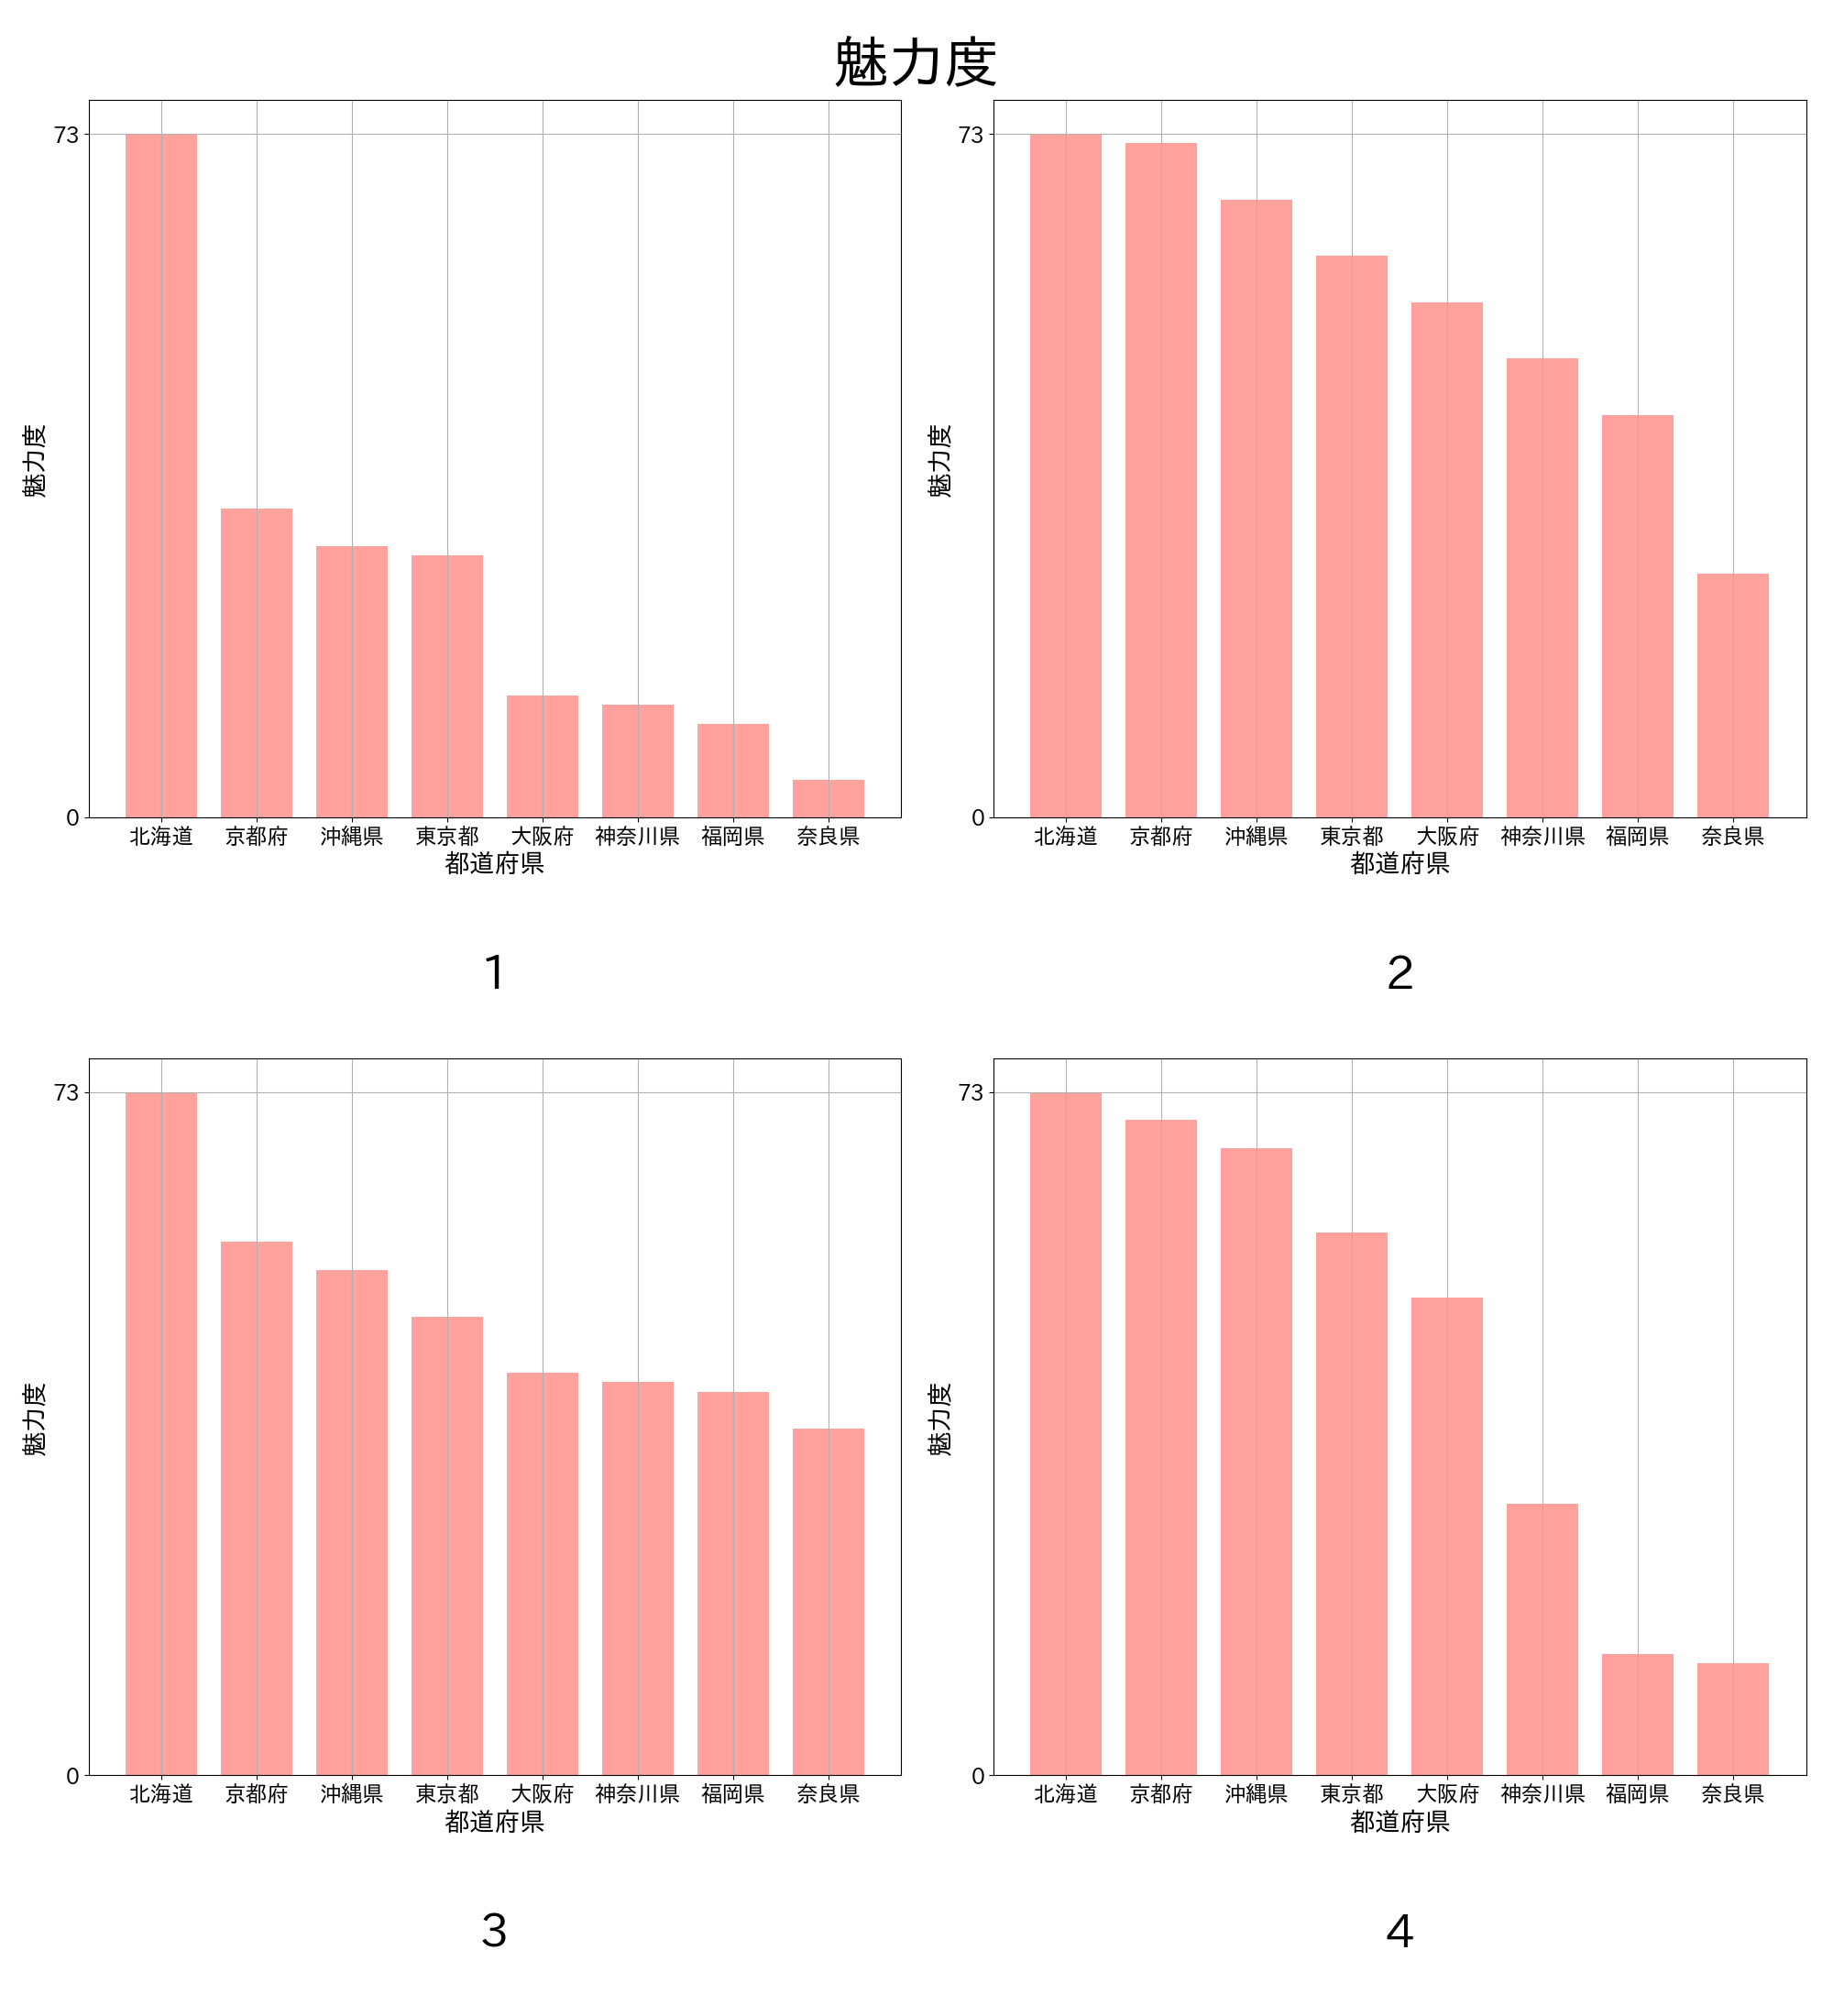 魅力度
73
0
魅力度
北海道 京都府 沖縄県 東京都 大阪府 神奈川県 福岡県 奈良県
都道府県
1
73
0
魅力度
北海道 京都府 沖縄県 東京都 大阪府 神奈川県 福岡県 奈良県
都道府県
2
73
0
魅力度
北海道 京都府 沖縄県 東京都 大阪府 神奈川県 福岡県 奈良県
都道府県
3
73
0
魅力度
北海道 京都府 沖縄県 東京都 大阪府 神奈川県 福岡県 奈良県
都道府県
4